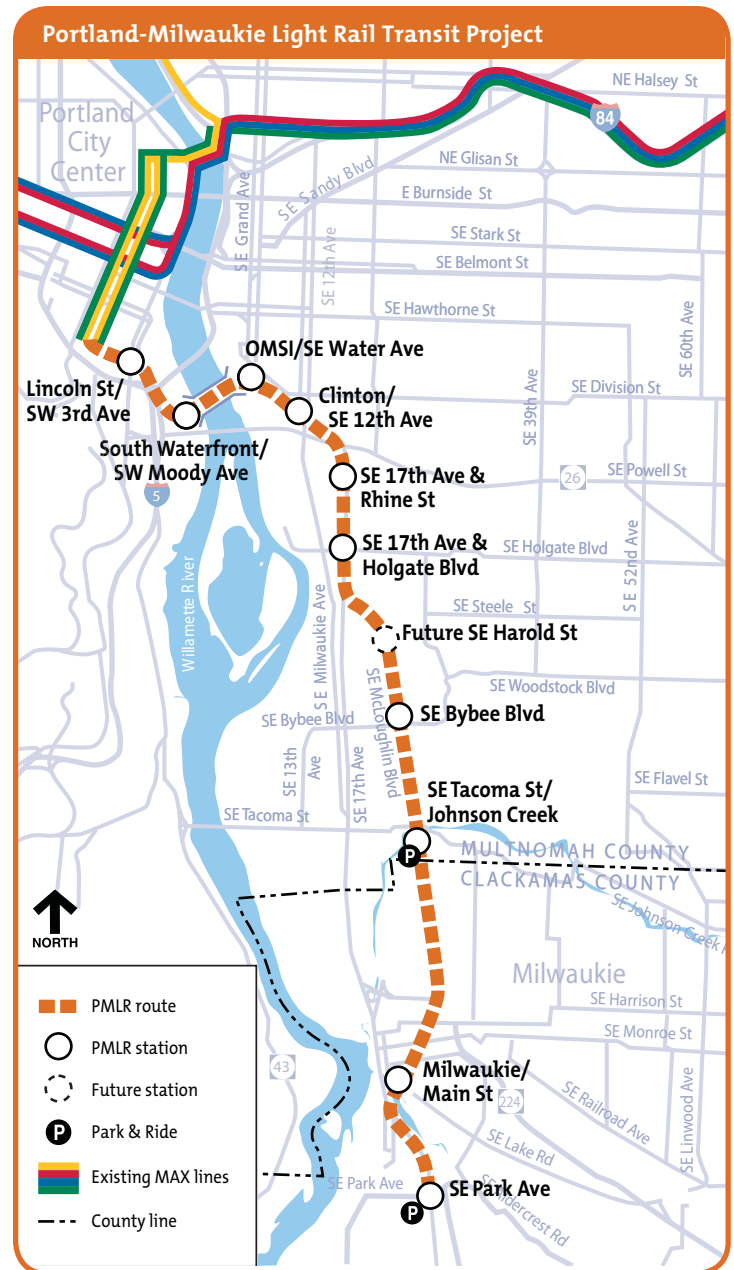 Portland-Milwaukie Light Rail Transit Project
NE Halsey St
84
Portland
City
Center
NE Glisan St
SE Sandy Blvd
E Burnside St
SE Grand Ave
SE 12th Ave
SE Stark St
SE Belmont St
SE Hawthorne St
SE 60th Ave
OMSI/SE Water Ave
Lincoln St/
SW 3rd Ave
Clinton/
SE 12th Ave
SE 39th Ave
SE Division St
South Waterfront/
SW Moody Ave
5
SE 17th Ave &
Rhine St
26
SE Powell St
SE 17th Ave &
Holgate Blvd
SE Holgate Blvd
SE 52nd Ave
Willamette River
SE Milwaukie Ave
SE Steele St
Future SE Harold St
SE McLoughlin Blvd
SE Woodstock Blvd
SE Bybee Blvd
SE Bybee Blvd
SE 13th
Ave
SE 17th Ave
SE Flavel St
SE Tacoma St/
Johnson Creek
SE Tacoma St
P
MULTNOMAH COUNTY
CLACKAMAS COUNTY
SE Johnson Creek
NORTH
Milwaukie
SE Harrison St
SE Monroe St
43
Milwaukie/
Main St
224
SE Railroad Ave
SE Linwood Ave
SE Lake Rd
SE Park Ave
SE Park Ave
SE Aldercrest Rd
P
PMLR route
PMLR station
Future station
P
Park & Ride
Existing MAX lines
County line